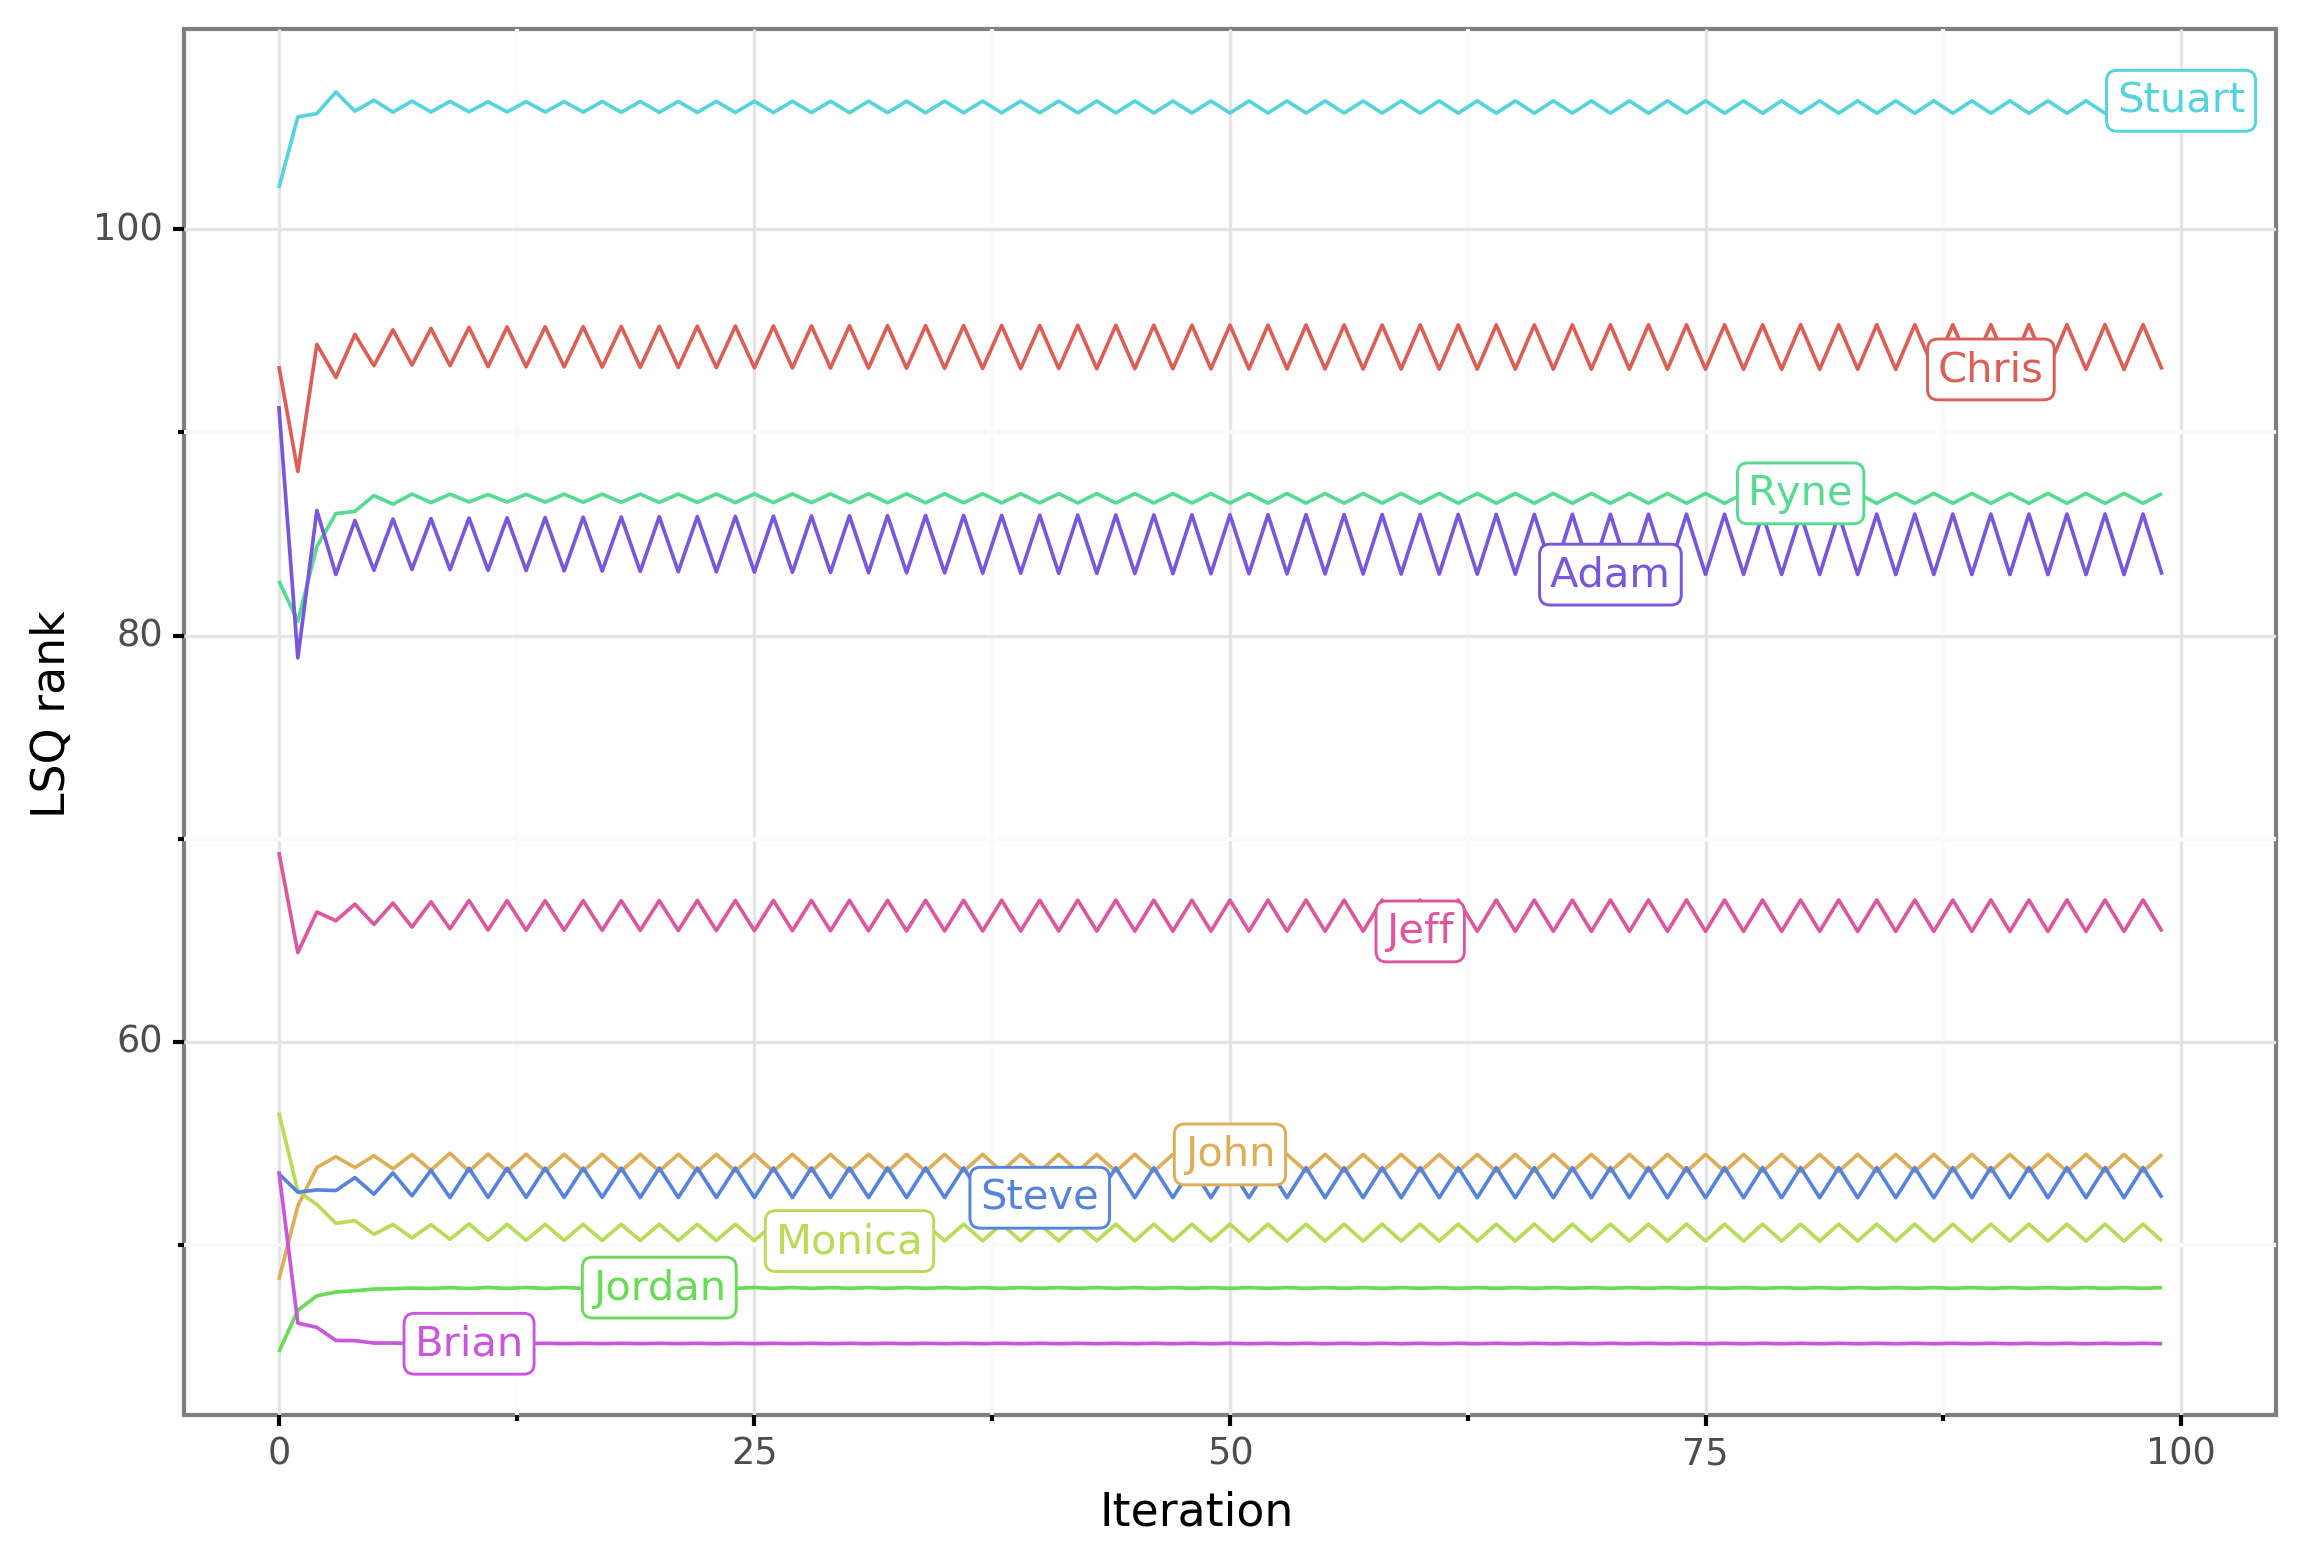 Stuart
100
Chris
Ryne
Adam
80
LSQ rank
Jeff
60
John
Steve
Monica
Jordan
Brian
0 25 50 75 100
Iteration